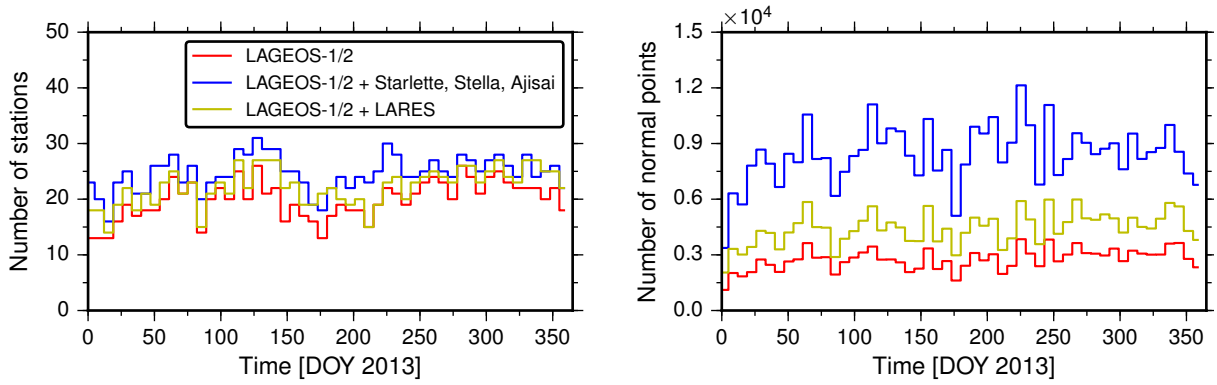 50
40
30
20
10
0
Number of stations
LAGEOS-1/2
LAGEOS-1/2 + Starlette, Stella, Ajisai
LAGEOS-1/2 + LARES
0 50 100 150 200 250 300 350
Time [DOY 2013]
×10⁴
1.5
1.2
0.9
0.6
0.3
0.0
Number of normal points
0 50 100 150 200 250 300 350
Time [DOY 2013]